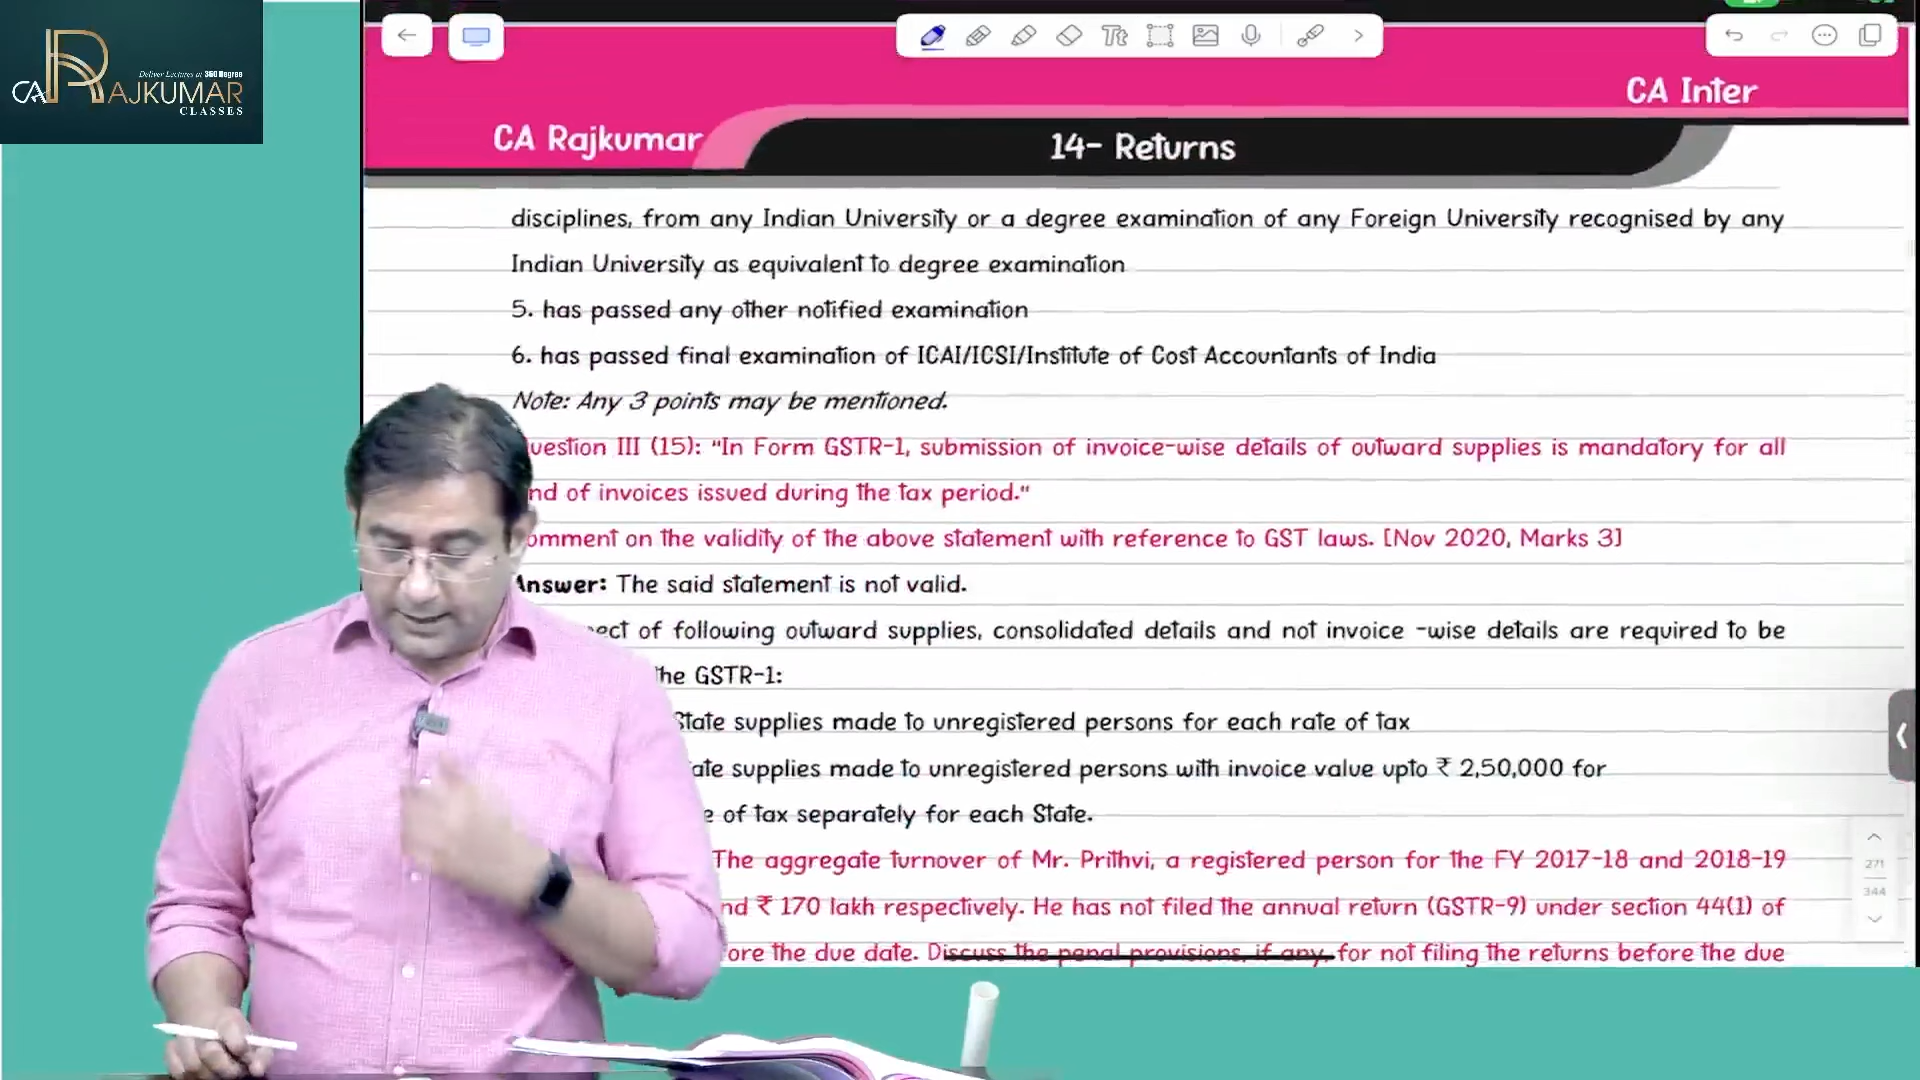 Deliver Lectures at 360 Degree
CA RAJKUMAR
CLASSES
CA Inter
CA Rajkumar
14- Returns
disciplines, from any Indian University or a degree examination of any Foreign University recognised by any
Indian University as equivalent to degree examination
5. has passed any other notified examination
6. has passed final examination of ICAI/ICSI/Institute of Cost Accountants of India
Note: Any 3 points may be mentioned.
uestion III (15): “In Form GSTR-1, submission of invoice-wise details of outward supplies is mandatory for all
nd of invoices issued during the tax period.”
omment on the validity of the above statement with reference to GST laws. [Nov 2020, Marks 3]
Answer: The said statement is not valid.
ect of following outward supplies, consolidated details and not invoice -wise details are required to be
the GSTR-1:
State supplies made to unregistered persons for each rate of tax
ate supplies made to unregistered persons with invoice value upto ₹ 2,50,000 for
e of tax separately for each State.
The aggregate turnover of Mr. Prithvi, a registered person for the FY 2017-18 and 2018-19
nd ₹ 170 lakh respectively. He has not filed the annual return (GSTR-9) under section 44(1) of
ore the due date. Discuss the penal provisions, if any, for not filing the returns before the due
Tt
271
344